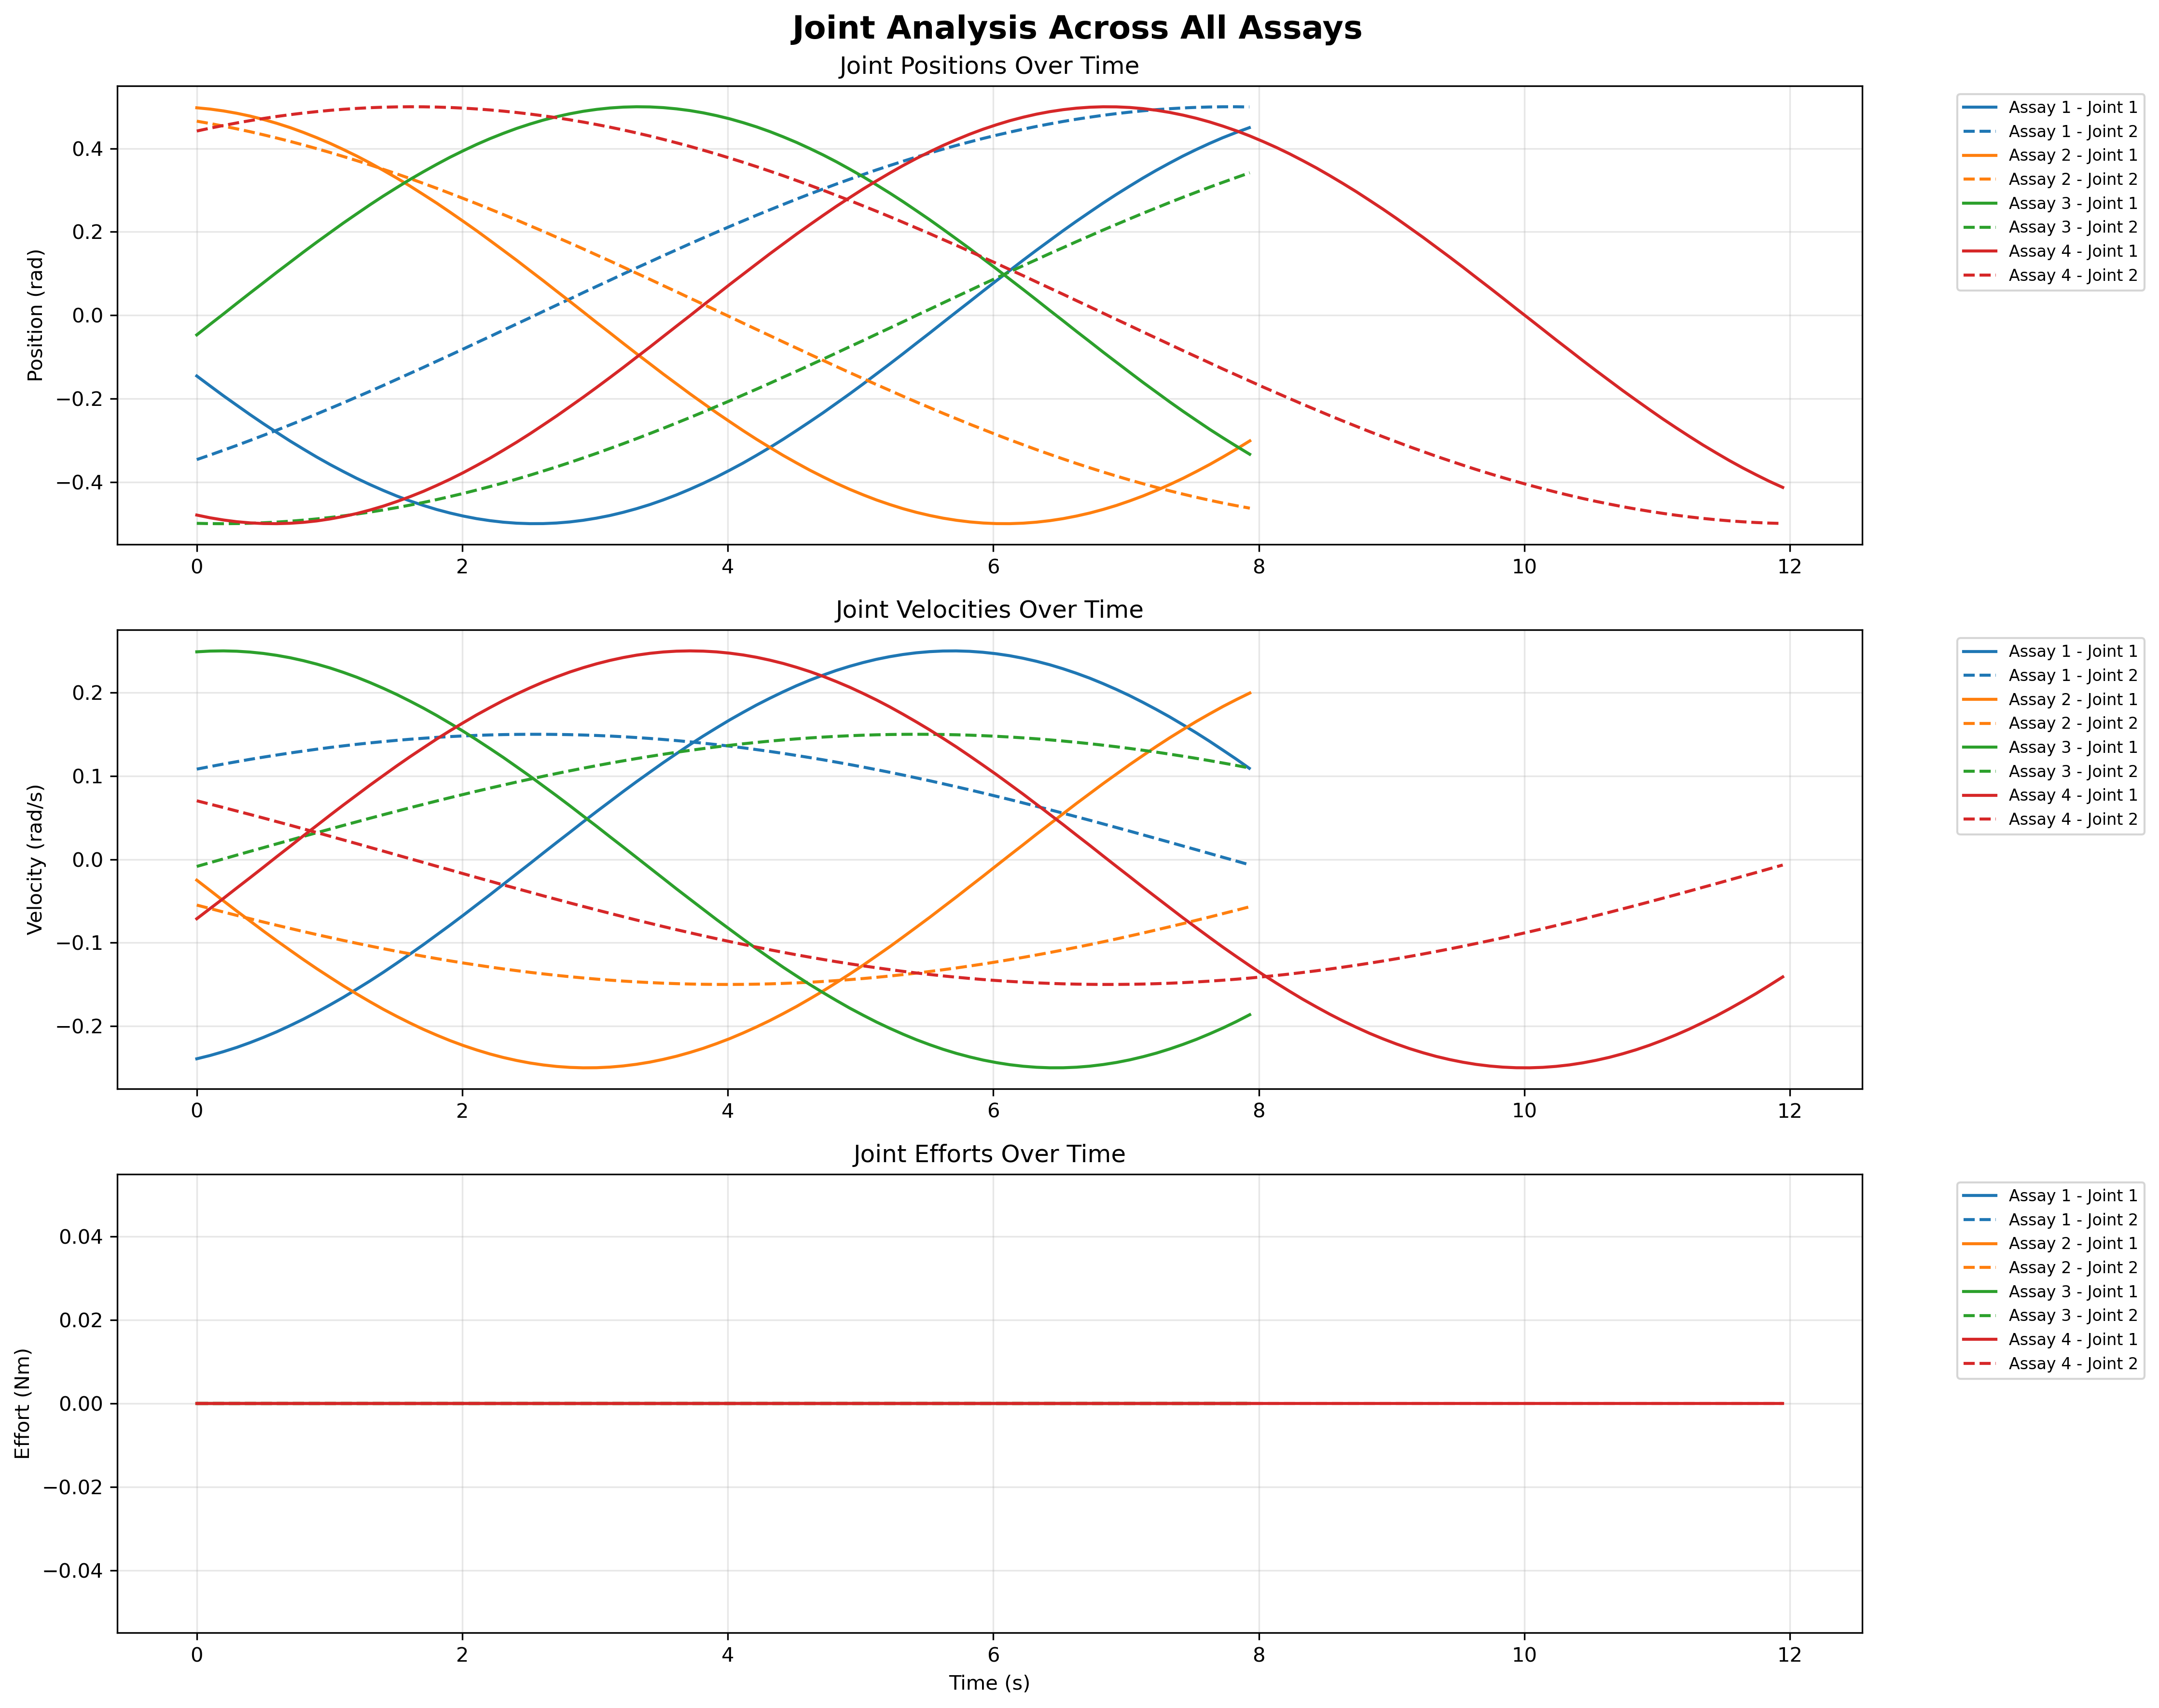 Joint Analysis Across All Assays
Joint Positions Over Time
Position (rad)
0.4
0.2
0.0
−0.2
−0.4
0 2 4 6 8 10 12
Assay 1 - Joint 1
Assay 1 - Joint 2
Assay 2 - Joint 1
Assay 2 - Joint 2
Assay 3 - Joint 1
Assay 3 - Joint 2
Assay 4 - Joint 1
Assay 4 - Joint 2
Joint Velocities Over Time
Velocity (rad/s)
0.2
0.1
0.0
−0.1
−0.2
0 2 4 6 8 10 12
Assay 1 - Joint 1
Assay 1 - Joint 2
Assay 2 - Joint 1
Assay 2 - Joint 2
Assay 3 - Joint 1
Assay 3 - Joint 2
Assay 4 - Joint 1
Assay 4 - Joint 2
Joint Efforts Over Time
Effort (Nm)
0.04
0.02
0.00
−0.02
−0.04
0 2 4 6 8 10 12
Time (s)
Assay 1 - Joint 1
Assay 1 - Joint 2
Assay 2 - Joint 1
Assay 2 - Joint 2
Assay 3 - Joint 1
Assay 3 - Joint 2
Assay 4 - Joint 1
Assay 4 - Joint 2